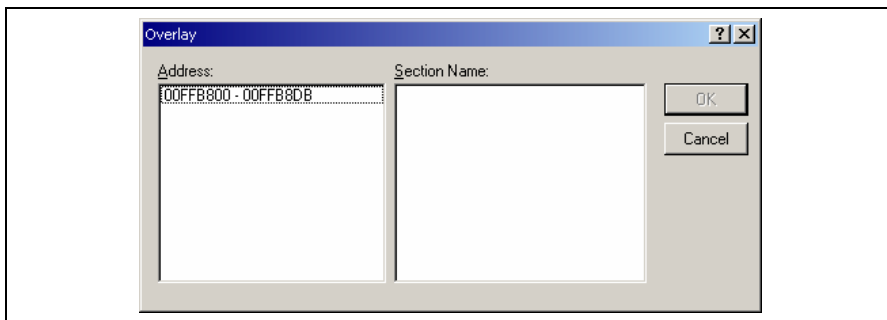 Overlay
Address:
Section Name:
00FFB800 - 00FFB8DB
OK
Cancel